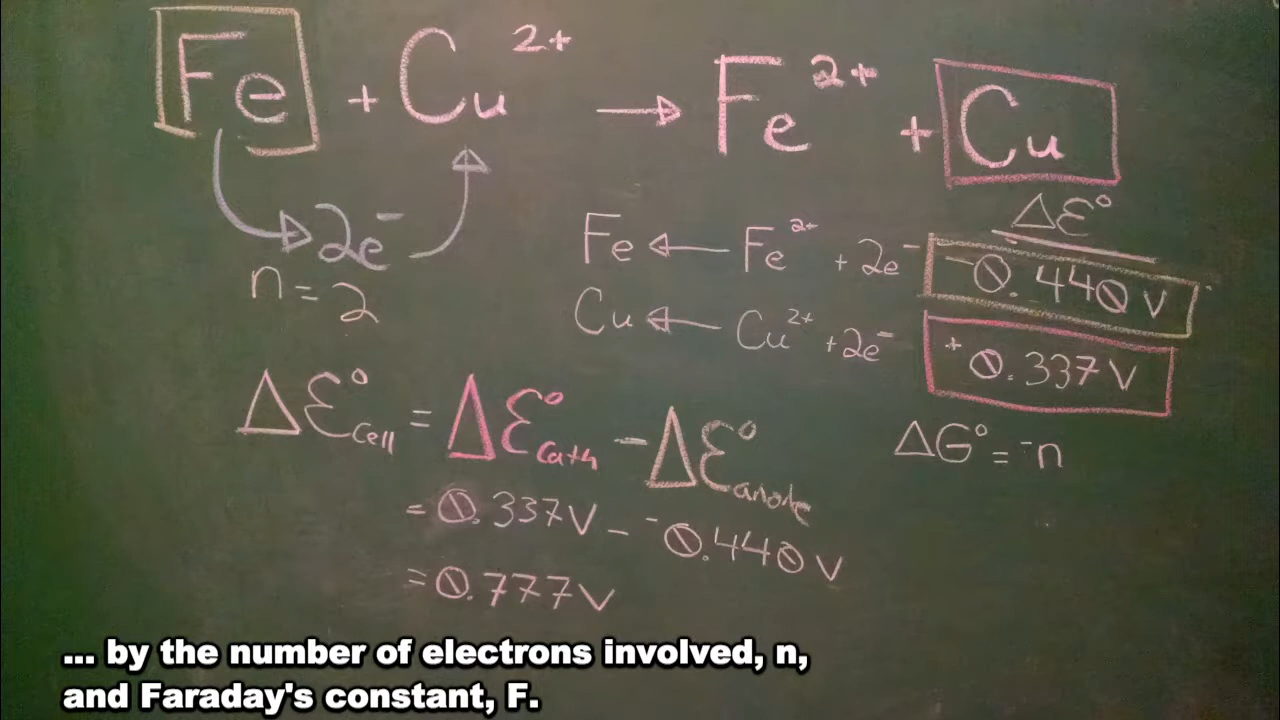 Fe + Cu²⁺ → Fe²⁺ + Cu
2e⁻
n = 2
Δℰ°
Fe ← Fe²⁺ + 2e⁻ -0.440 V
Cu ← Cu²⁺ + 2e⁻ +0.337 V
Δℰ°cell = Δℰ°cath - Δℰ°anode
= 0.337V - -0.440 V
= 0.777V
ΔG° = -n
... by the number of electrons involved, n,
and Faraday's constant, F.